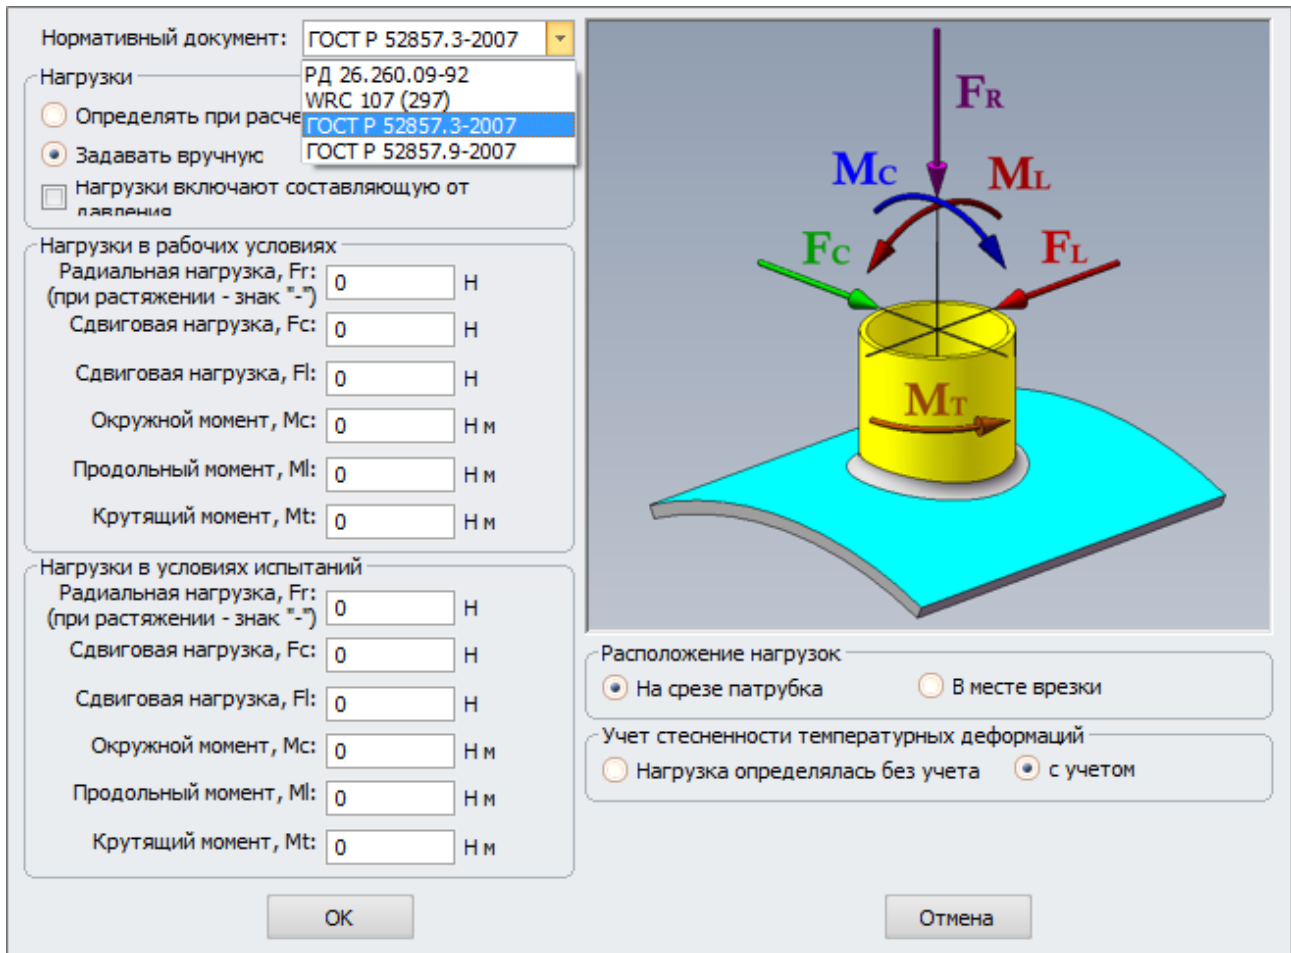 Нормативный документ: ГОСТ Р 52857.3-2007
РД 26.260.09-92
WRC 107 (297)
ГОСТ Р 52857.3-2007
ГОСТ Р 52857.9-2007
Нагрузки
Определять при расче
Задавать вручную
Нагрузки включают составляющую от
давления
Нагрузки в рабочих условиях
Радиальная нагрузка, Fr:
(при растяжении - знак "-") 0 Н
Сдвиговая нагрузка, Fc: 0 Н
Сдвиговая нагрузка, Fl: 0 Н
Окружной момент, Mc: 0 Н м
Продольный момент, Ml: 0 Н м
Крутящий момент, Mt: 0 Н м
Нагрузки в условиях испытаний
Радиальная нагрузка, Fr:
(при растяжении - знак "-") 0 Н
Сдвиговая нагрузка, Fc: 0 Н
Сдвиговая нагрузка, Fl: 0 Н
Окружной момент, Mc: 0 Н м
Продольный момент, Ml: 0 Н м
Крутящий момент, Mt: 0 Н м
FR
MC ML
FC FL
MT
Расположение нагрузок
На срезе патрубка В месте врезки
Учет стесненности температурных деформаций
Нагрузка определялась без учета с учетом
OK Отмена